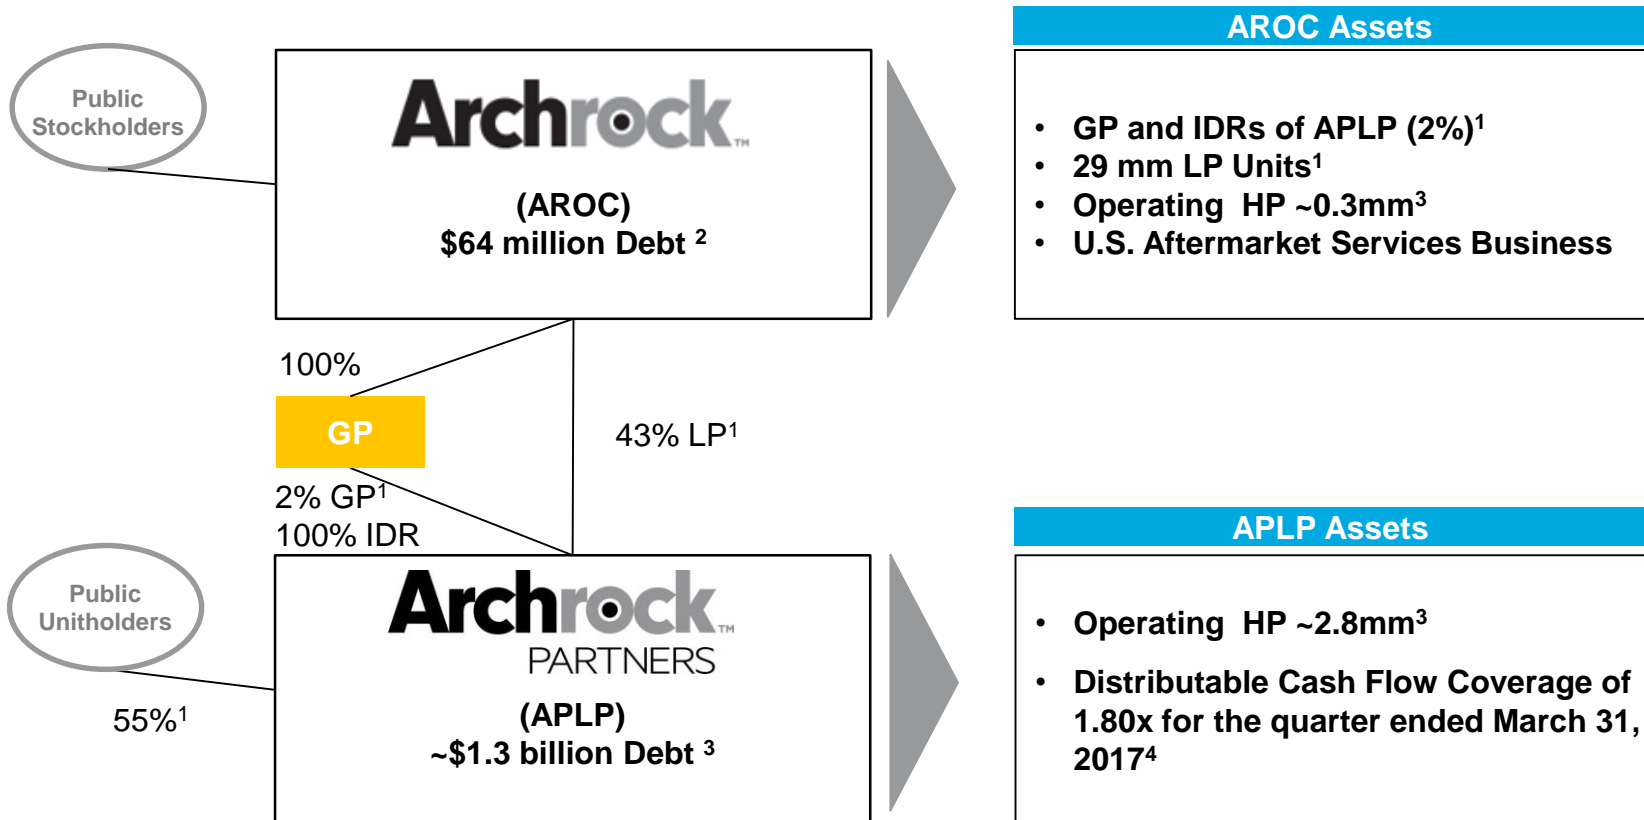 AROC Assets
Public
Stockholders
Archrock™
(AROC)
$64 million Debt ²
• GP and IDRs of APLP (2%)¹
• 29 mm LP Units¹
• Operating HP ~0.3mm³
• U.S. Aftermarket Services Business
100%
GP
43% LP¹
2% GP¹
100% IDR
APLP Assets
Public
Unitholders
55%¹
Archrock™
PARTNERS
(APLP)
~$1.3 billion Debt ³
• Operating HP ~2.8mm³
• Distributable Cash Flow Coverage of
1.80x for the quarter ended March 31,
2017⁴